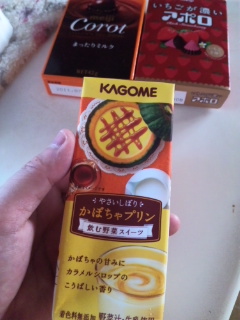 Corot
まったりミルク
いちごが濃い
アポロ
KAGOME
やさいしぼり
かぼちゃプリン
飲む野菜スイーツ
かぼちゃの甘みに
カラメルシロップの
こうばしい香り